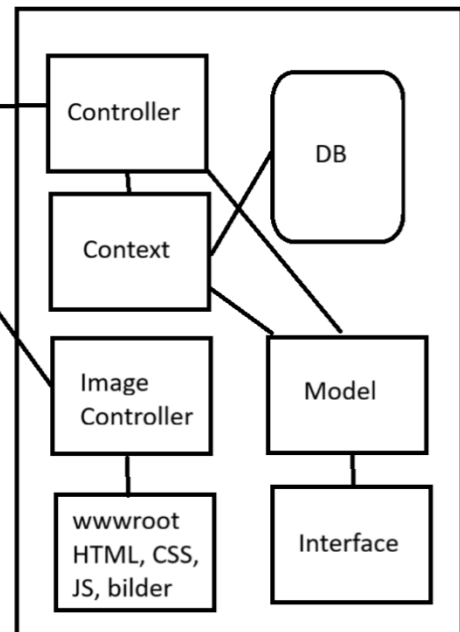 Controller
DB
Context
Image
Controller
Model
wwwroot
HTML, CSS,
JS, bilder
Interface